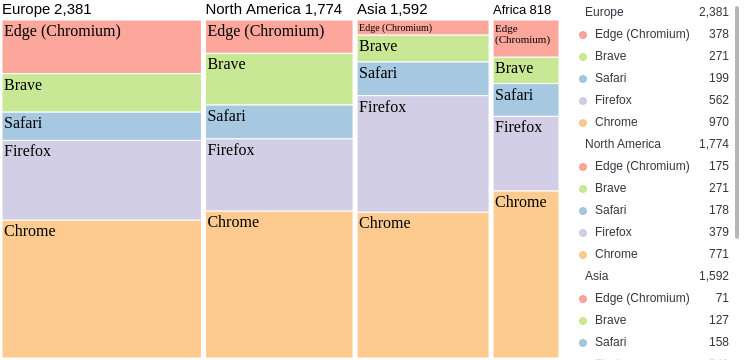 Europe 2,381
North America 1,774
Asia 1,592
Africa 818
Edge (Chromium)
Brave
Safari
Firefox
Chrome
Edge (Chromium)
Brave
Safari
Firefox
Chrome
Edge (Chromium)
Brave
Safari
Firefox
Chrome
Edge
(Chromium)
Brave
Safari
Firefox
Chrome
Europe 2,381
Edge (Chromium) 378
Brave 271
Safari 199
Firefox 562
Chrome 970
North America 1,774
Edge (Chromium) 175
Brave 271
Safari 178
Firefox 379
Chrome 771
Asia 1,592
Edge (Chromium) 71
Brave 127
Safari 158